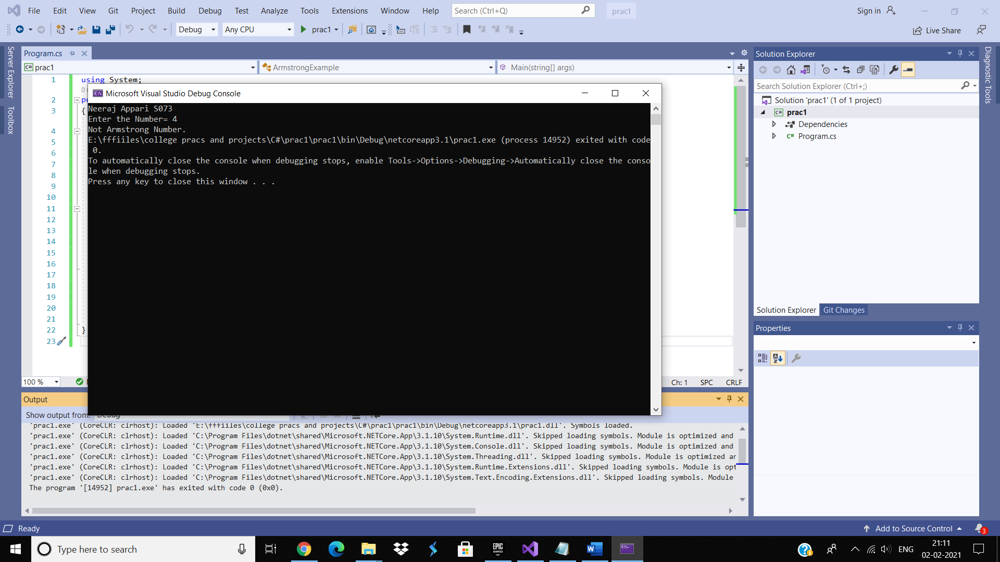 File Edit View Git Project Build Debug Test Analyze Tools Extensions Window Help Search (Ctrl+Q) prac1 Sign in
Debug Any CPU prac1 Live Share
Server Explorer
Toolbox
Program.cs
C# prac1 ArmstrongExample Main(string[] args)
1 using System;
0
2
3 {
4
5
6
7
8
9
10
11
12
13
14
15
16
17
18
19
20
21
22 }
23
Microsoft Visual Studio Debug Console
Neeraj Appari S073
Enter the Number= 4
Not Armstrong Number.
E:\fffiiles\college pracs and projects\C#\prac1\prac1\bin\Debug\netcoreapp3.1\prac1.exe (process 14952) exited with code
0.
To automatically close the console when debugging stops, enable Tools->Options->Debugging->Automatically close the conso
le when debugging stops.
Press any key to close this window . . .
100 % Ch: 1 SPC CRLF
Output
Show output from: Debug
'prac1.exe' (CoreCLR: clrhost): Loaded 'E:\fffiiles\college pracs and projects\C#\prac1\prac1\bin\Debug\netcoreapp3.1\prac1.dll'. Symbols loaded.
'prac1.exe' (CoreCLR: clrhost): Loaded 'C:\Program Files\dotnet\shared\Microsoft.NETCore.App\3.1.10\System.Runtime.dll'. Skipped loading symbols. Module is optimized and
'prac1.exe' (CoreCLR: clrhost): Loaded 'C:\Program Files\dotnet\shared\Microsoft.NETCore.App\3.1.10\System.Console.dll'. Skipped loading symbols. Module is optimized and
'prac1.exe' (CoreCLR: clrhost): Loaded 'C:\Program Files\dotnet\shared\Microsoft.NETCore.App\3.1.10\System.Threading.dll'. Skipped loading symbols. Module is optimized
'prac1.exe' (CoreCLR: clrhost): Loaded 'C:\Program Files\dotnet\shared\Microsoft.NETCore.App\3.1.10\System.Runtime.Extensions.dll'. Skipped loading symbols. Module is
'prac1.exe' (CoreCLR: clrhost): Loaded 'C:\Program Files\dotnet\shared\Microsoft.NETCore.App\3.1.10\System.Text.Encoding.Extensions.dll'. Skipped loading symbols. Module
The program '[14952] prac1.exe' has exited with code 0 (0x0).
Solution Explorer
Search Solution Explorer (Ctrl+;)
Solution 'prac1' (1 of 1 project)
C# prac1
Dependencies
C# Program.cs
Solution Explorer Git Changes
Properties
Diagnostic Tools
Ready Add to Source Control 3
Type here to search EPIC GAMES ENG 21:11
02-02-2021